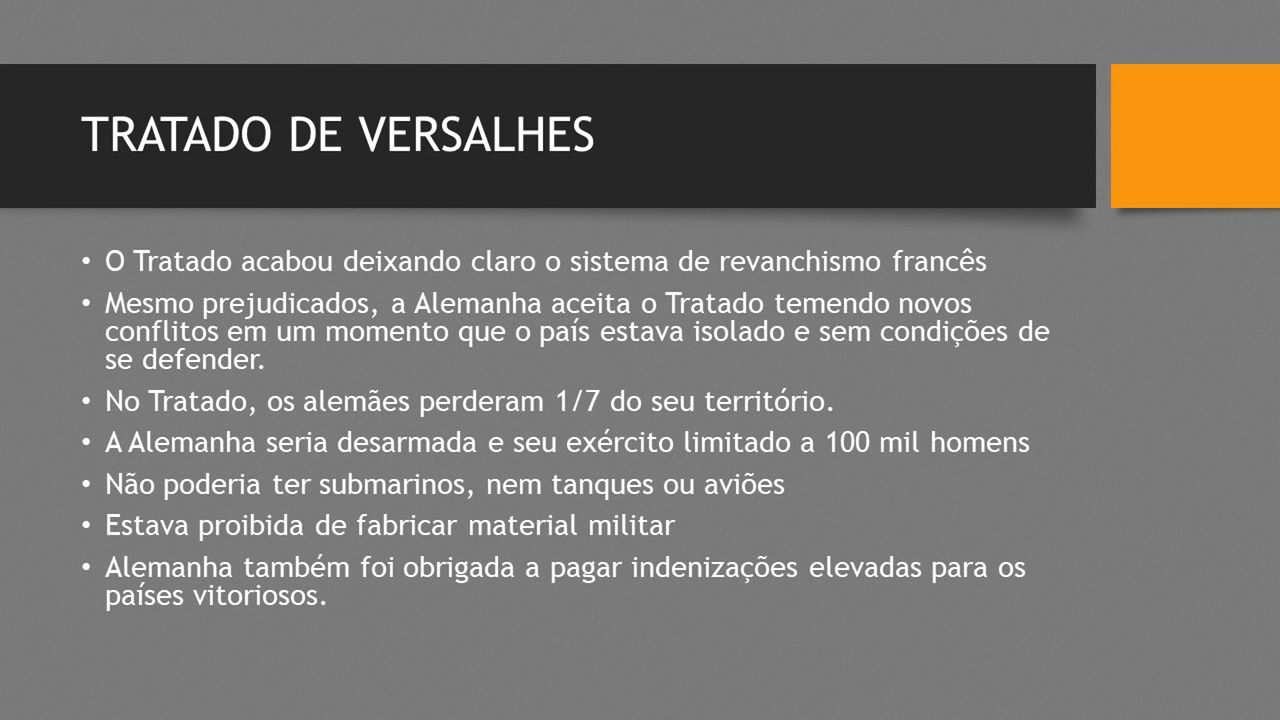 TRATADO DE VERSALHES
• O Tratado acabou deixando claro o sistema de revanchismo francês
• Mesmo prejudicados, a Alemanha aceita o Tratado temendo novos
conflitos em um momento que o país estava isolado e sem condições de
se defender.
• No Tratado, os alemães perderam 1/7 do seu território.
• A Alemanha seria desarmada e seu exército limitado a 100 mil homens
• Não poderia ter submarinos, nem tanques ou aviões
• Estava proibida de fabricar material militar
• Alemanha também foi obrigada a pagar indenizações elevadas para os
países vitoriosos.